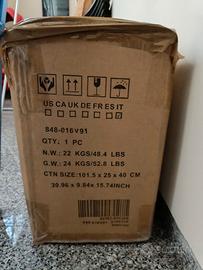 US CA UK DE FR ES IT
848-016V91
QTY: 1 PC
N.W.: 22 KGS/48.4 LBS
G.W.: 24 KGS/52.8 LBS
CTN SIZE: 101.5 x 25 x 40 CM
39.96 x 9.84 x 15.74INCH